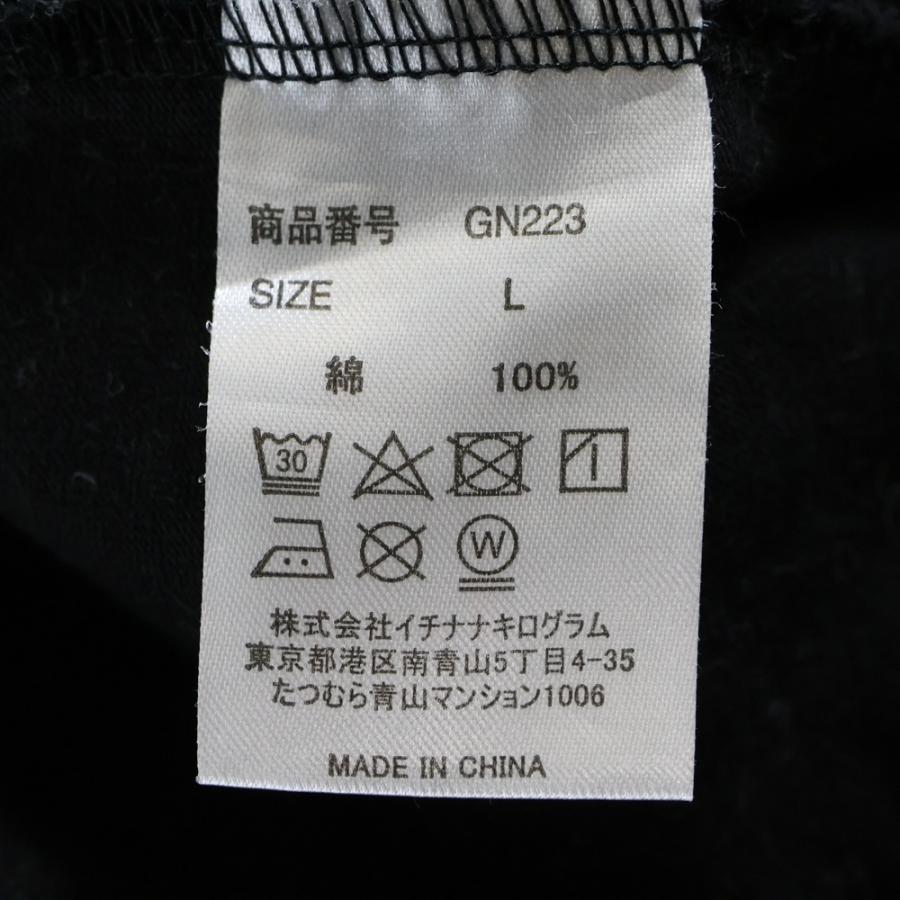 商品番号 GN223
SIZE L
綿 100%
30
W
株式会社イチナナキログラム
東京都港区南青山5丁目4-35
たつむら青山マンション1006
MADE IN CHINA